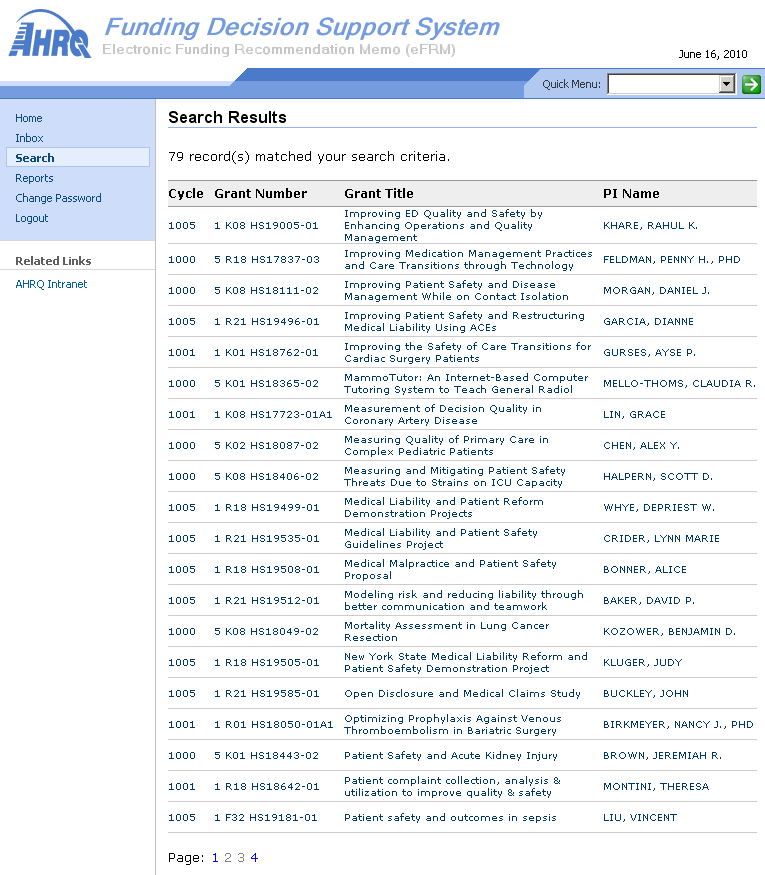 AHRQ
Funding Decision Support System
Electronic Funding Recommendation Memo (eFRM)
June 16, 2010
Quick Menu:
Home
Inbox
Search
Reports
Change Password
Logout
Related Links
AHRQ Intranet
Search Results
79 record(s) matched your search criteria.
Cycle Grant Number Grant Title PI Name
1005 1 K08 HS19005-01 Improving ED Quality and Safety by
Enhancing Operations and Quality
Management KHARE, RAHUL K.
1000 5 R18 HS17837-03 Improving Medication Management Practices
and Care Transitions through Technology FELDMAN, PENNY H., PHD
1000 5 K08 HS18111-02 Improving Patient Safety and Disease
Management While on Contact Isolation MORGAN, DANIEL J.
1005 1 R21 HS19496-01 Improving Patient Safety and Restructuring
Medical Liability Using ACEs GARCIA, DIANNE
1001 1 K01 HS18762-01 Improving the Safety of Care Transitions for
Cardiac Surgery Patients GURSES, AYSE P.
1000 5 K01 HS18365-02 MammoTutor: An Internet-Based Computer
Tutoring System to Teach General Radiol MELLO-THOMS, CLAUDIA R.
1001 1 K08 HS17723-01A1 Measurement of Decision Quality in
Coronary Artery Disease LIN, GRACE
1000 5 K02 HS18087-02 Measuring Quality of Primary Care in
Complex Pediatric Patients CHEN, ALEX Y.
1000 5 K08 HS18406-02 Measuring and Mitigating Patient Safety
Threats Due to Strains on ICU Capacity HALPERN, SCOTT D.
1005 1 R18 HS19499-01 Medical Liability and Patient Reform
Demonstration Projects WHYE, DEPRIEST W.
1005 1 R21 HS19535-01 Medical Liability and Patient Safety
Guidelines Project CRIDER, LYNN MARIE
1005 1 R18 HS19508-01 Medical Malpractice and Patient Safety
Proposal BONNER, ALICE
1005 1 R21 HS19512-01 Modeling risk and reducing liability through
better communication and teamwork BAKER, DAVID P.
1000 5 K08 HS18049-02 Mortality Assessment in Lung Cancer
Resection KOZOWER, BENJAMIN D.
1005 1 R18 HS19505-01 New York State Medical Liability Reform and
Patient Safety Demonstration Project KLUGER, JUDY
1005 1 R21 HS19585-01 Open Disclosure and Medical Claims Study BUCKLEY, JOHN
1001 1 R01 HS18050-01A1 Optimizing Prophylaxis Against Venous
Thromboembolism in Bariatric Surgery BIRKMEYER, NANCY J., PHD
1000 5 K01 HS18443-02 Patient Safety and Acute Kidney Injury BROWN, JEREMIAH R.
1001 1 R18 HS18642-01 Patient complaint collection, analysis &
utilization to improve quality & safety MONTINI, THERESA
1005 1 F32 HS19181-01 Patient safety and outcomes in sepsis LIU, VINCENT
Page: 1 2 3 4